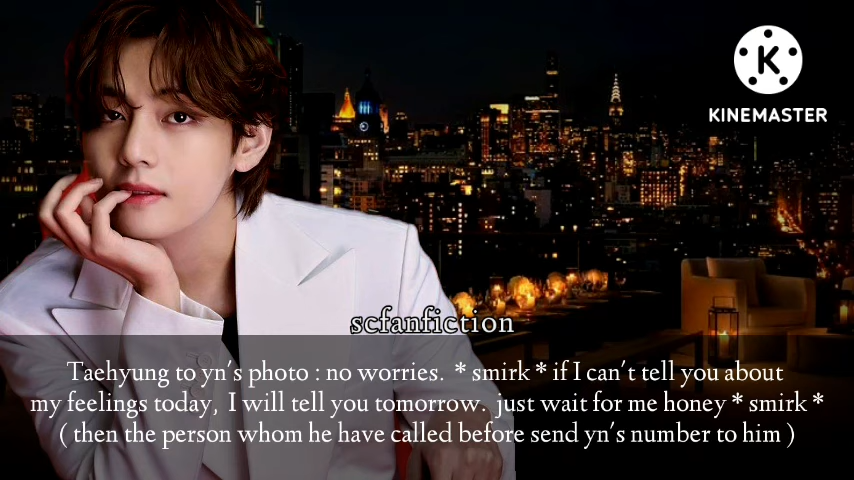 K
KINEMASTER
scfanfiction
Taehyung to yn's photo : no worries. * smirk * if I can't tell you about
my feelings today, I will tell you tomorrow. just wait for me honey * smirk *
( then the person whom he have called before send yn's number to him )